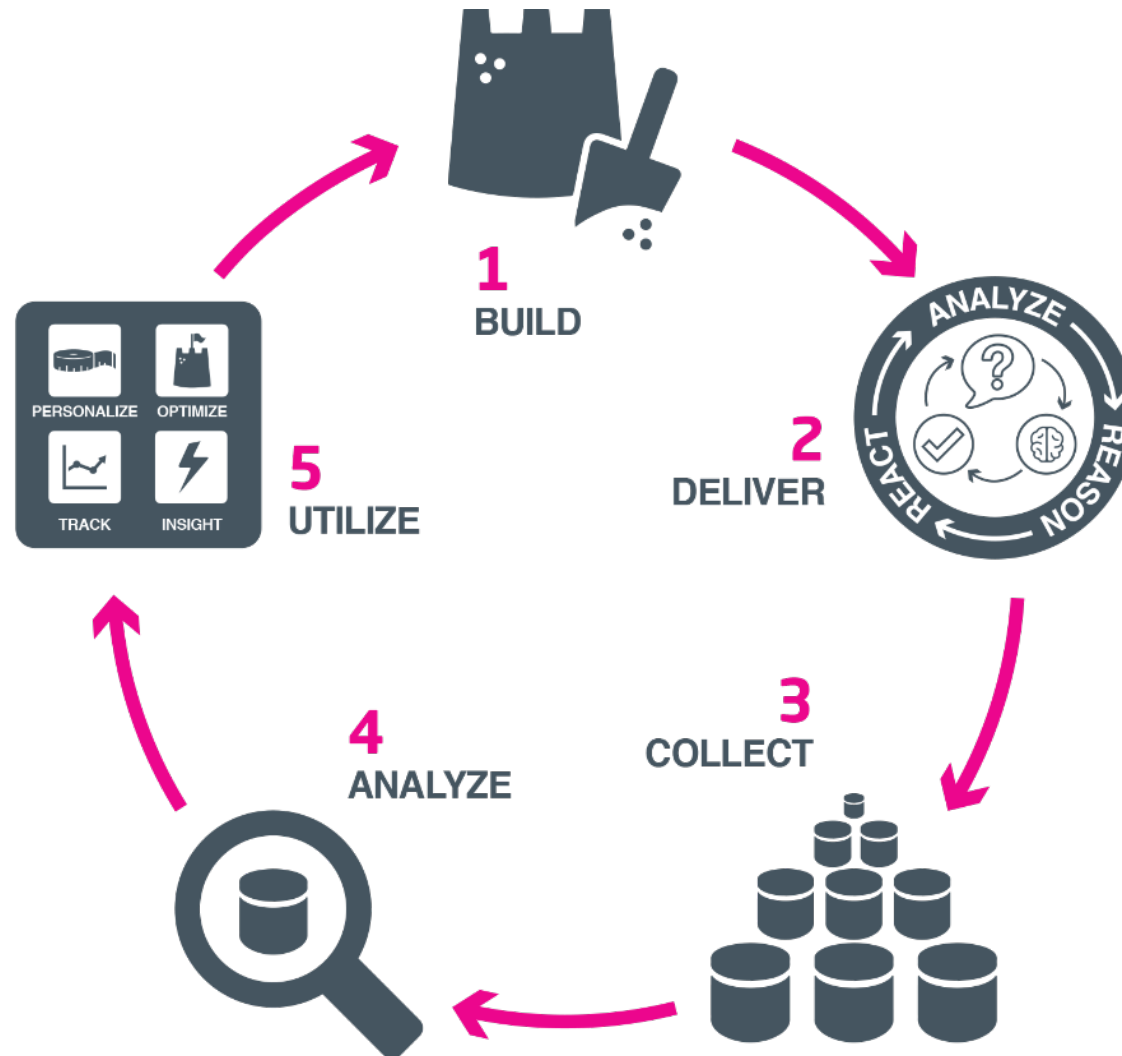 1
BUILD
ANALYZE
REASON
REACT
2
DELIVER
3
COLLECT
4
ANALYZE
5
UTILIZE
PERSONALIZE
OPTIMIZE
TRACK
INSIGHT